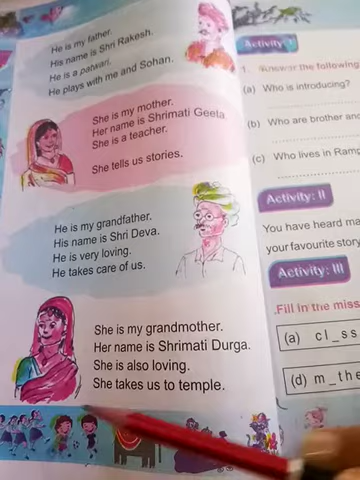 He is my father.
His name is Shri Rakesh.
He is a patwari.
He plays with me and Sohan.
She is my mother.
Her name is Shrimati Geeta.
She is a teacher.
She tells us stories.
He is my grandfather.
His name is Shri Deva.
He is very loving.
He takes care of us.
She is my grandmother.
Her name is Shrimati Durga.
She is also loving.
She takes us to temple.
Activity I
1. Answer the following
(a) Who is introducing?
(b) Who are brother and
(c) Who lives in Ramp
Activity: II
You have heard ma
your favourite story
Activity: III
Fill in the miss
(a) cl_ss
(d) m_the